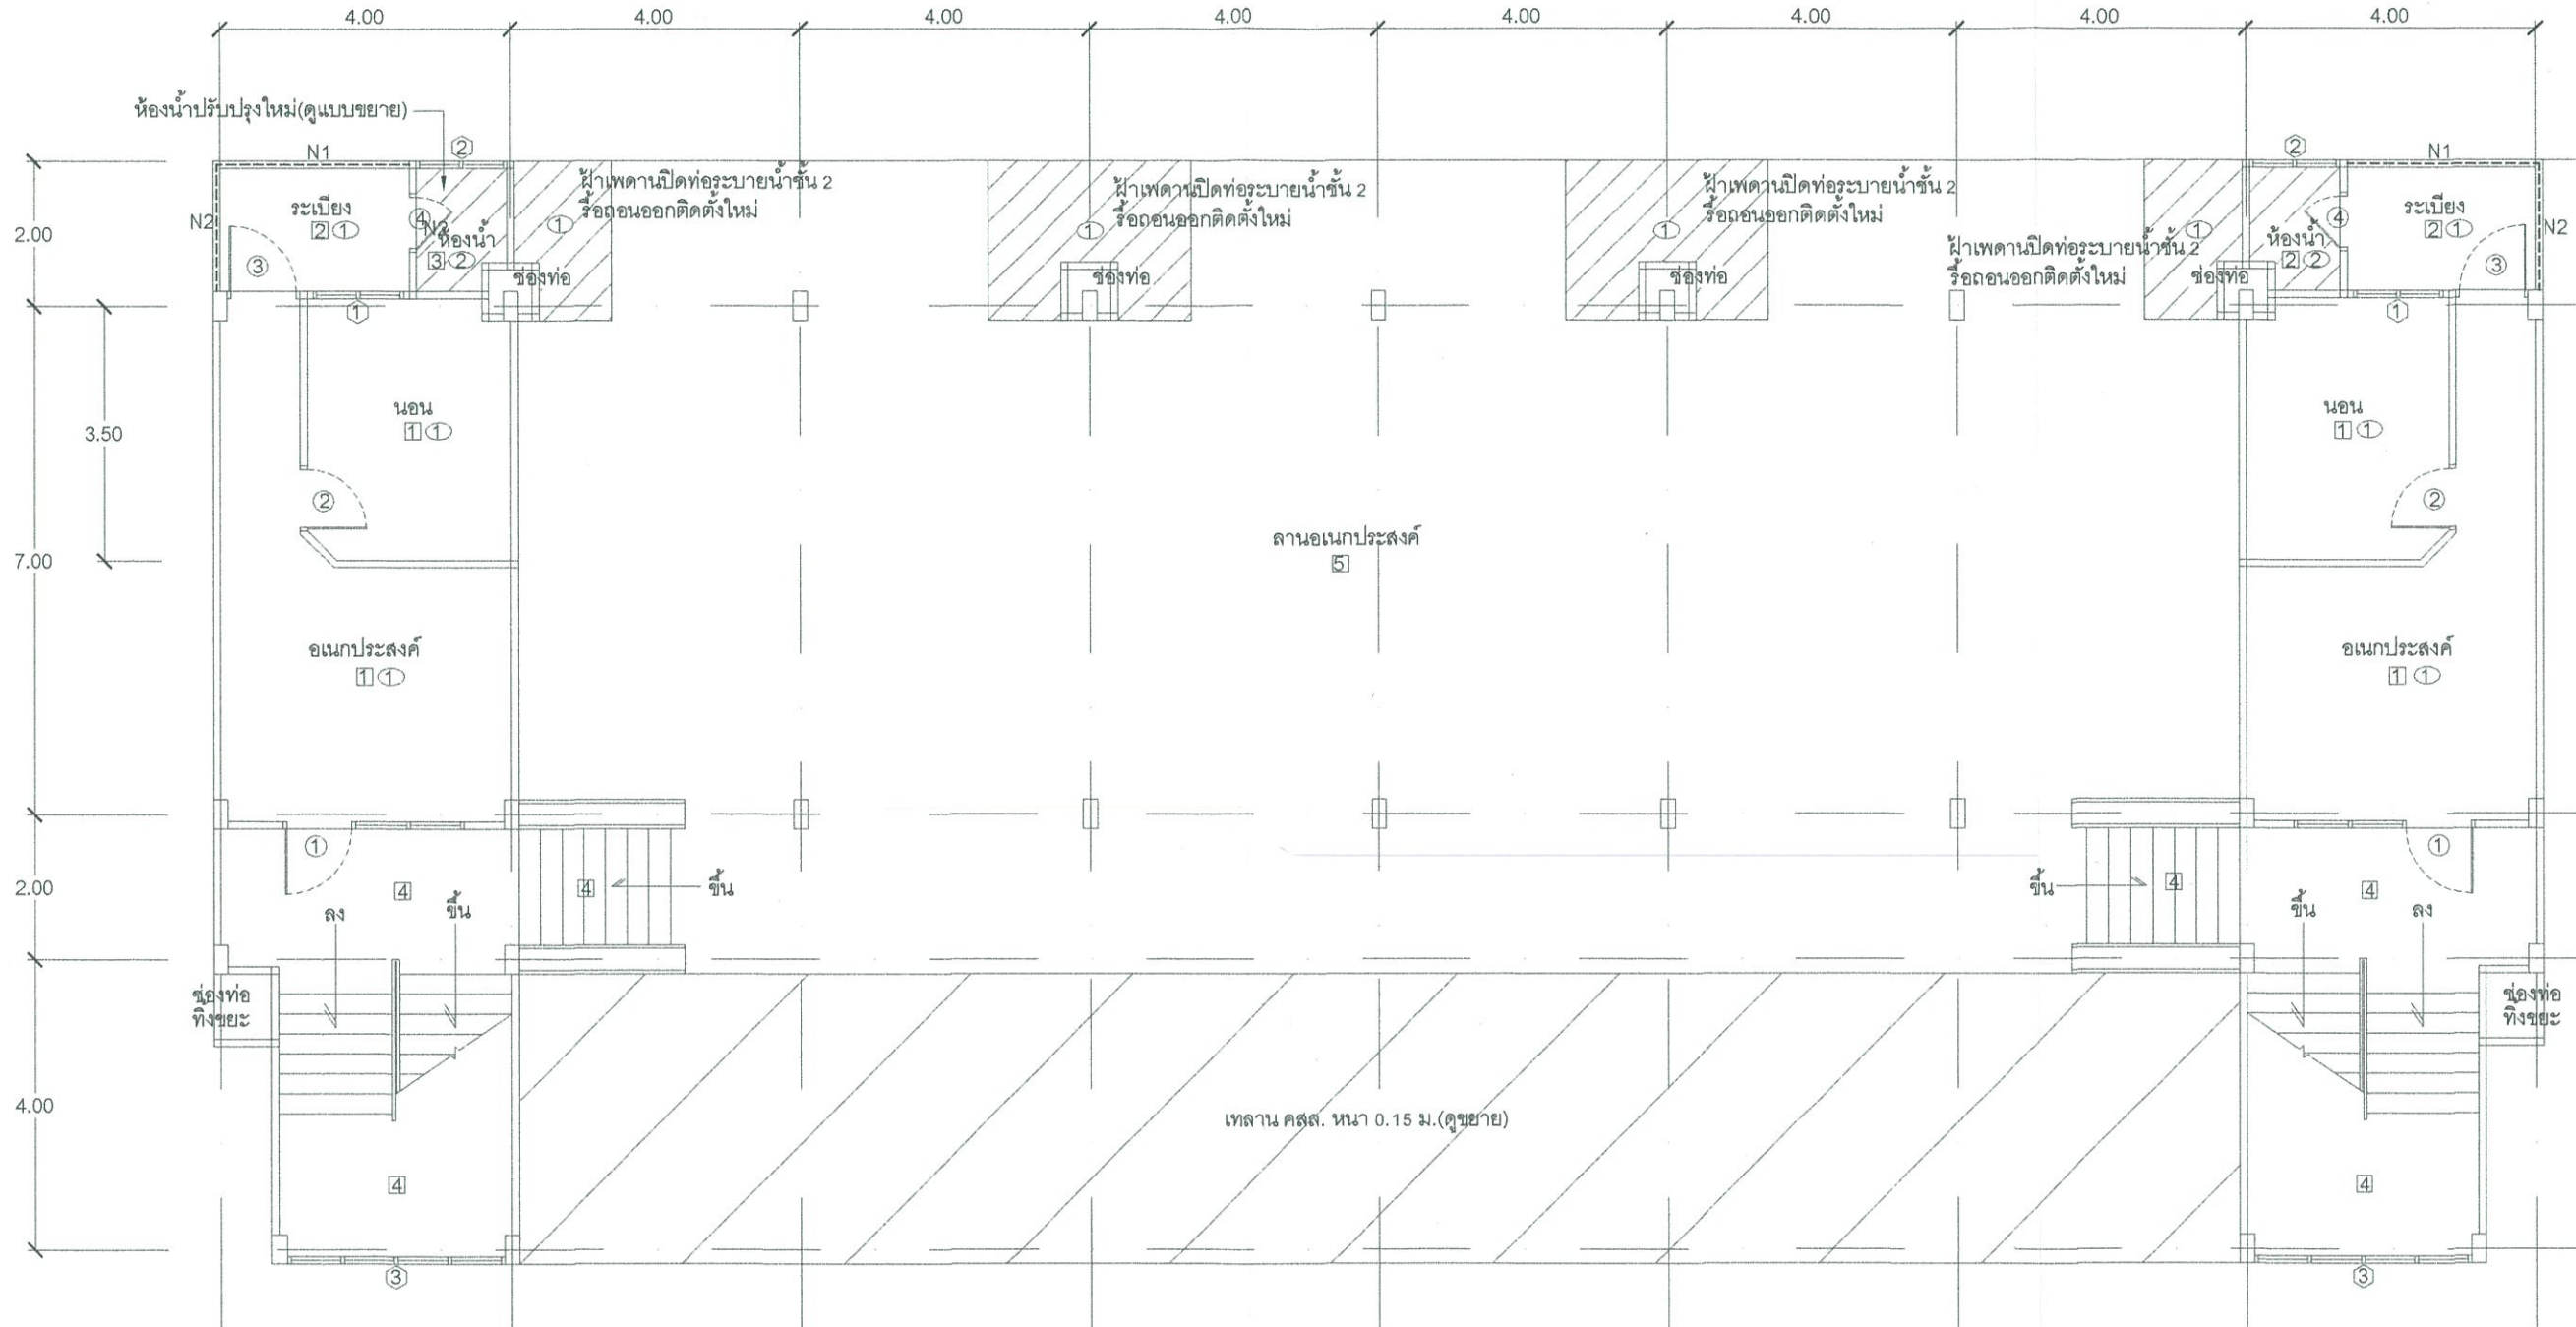 4.00 4.00 4.00 4.00 4.00 4.00 4.00 4.00
ห้องน้ำปรับปรุงใหม่(ดูแบบขยาย)
2 2
N1 N1
ฝ้าเพดานปิดท่อระบายน้ำชั้น 2
รื้อถอนออกติดตั้งใหม่
ฝ้าเพดานปิดท่อระบายน้ำชั้น 2
รื้อถอนออกติดตั้งใหม่
ฝ้าเพดานปิดท่อระบายน้ำชั้น 2
รื้อถอนออกติดตั้งใหม่
ฝ้าเพดานปิดท่อระบายน้ำชั้น 2
รื้อถอนออกติดตั้งใหม่
ระเบียง
2 1
N2
4
N2
ห้องน้ำ
3 2
3
1
ช่องท่อ
1
ช่องท่อ
1
ช่องท่อ
1
ช่องท่อ
ห้องน้ำ
2 2
4
ระเบียง
2 1
N2
3
2.00
1 1
3.50
นอน
1 1
นอน
1 1
2 2
ลานอเนกประสงค์
5
7.00
อเนกประสงค์
1 1
อเนกประสงค์
1 1
1 1
2.00
4
4
ขึ้น
ขึ้น
4
4
ลง
ขึ้น
ขึ้น
ลง
ช่องท่อ
ทิ้งขยะ
ช่องท่อ
ทิ้งขยะ
4.00
เทลาน คสล. หนา 0.15 ม.(ดูขยาย)
4 4
3 3